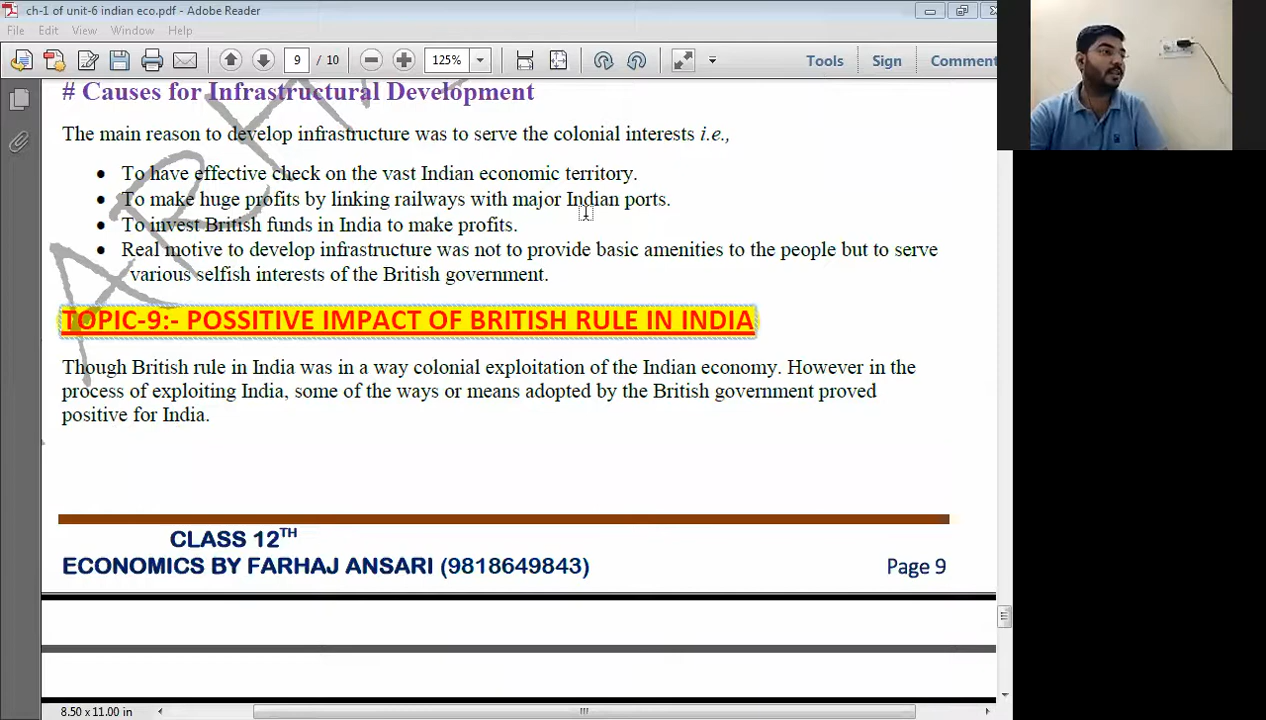 ch-1 of unit-6 indian eco.pdf - Adobe Reader
File Edit View Window Help
9 / 10 125% Tools Sign Comment
# Causes for Infrastructural Development
The main reason to develop infrastructure was to serve the colonial interests i.e.,
• To have effective check on the vast Indian economic territory.
• To make huge profits by linking railways with major Indian ports.
• To invest British funds in India to make profits.
• Real motive to develop infrastructure was not to provide basic amenities to the people but to serve
various selfish interests of the British government.
TOPIC-9:- POSSITIVE IMPACT OF BRITISH RULE IN INDIA
Though British rule in India was in a way colonial exploitation of the Indian economy. However in the
process of exploiting India, some of the ways or means adopted by the British government proved
positive for India.
CLASS 12TH
ECONOMICS BY FARHAJ ANSARI (9818649843) Page 9
8.50 x 11.00 in